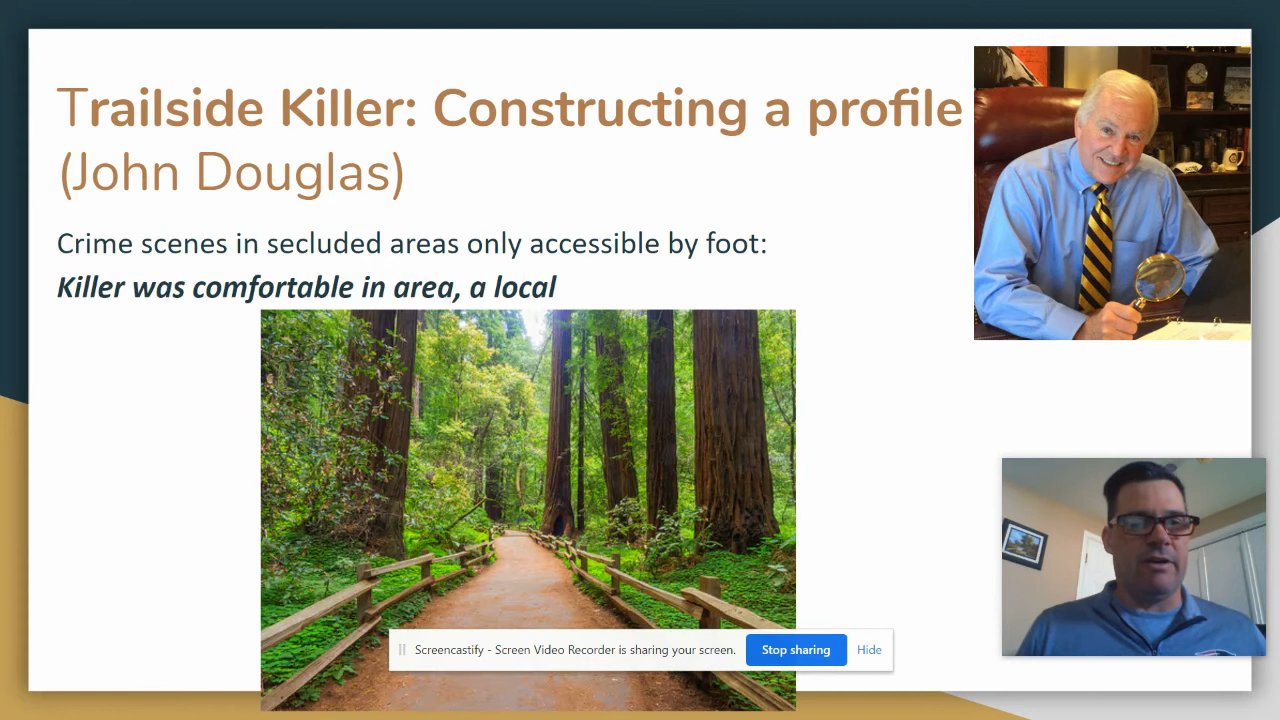 Trailside Killer: Constructing a profile
(John Douglas)
Crime scenes in secluded areas only accessible by foot:
Killer was comfortable in area, a local
Screencastify - Screen Video Recorder is sharing your screen.
Stop sharing
Hide